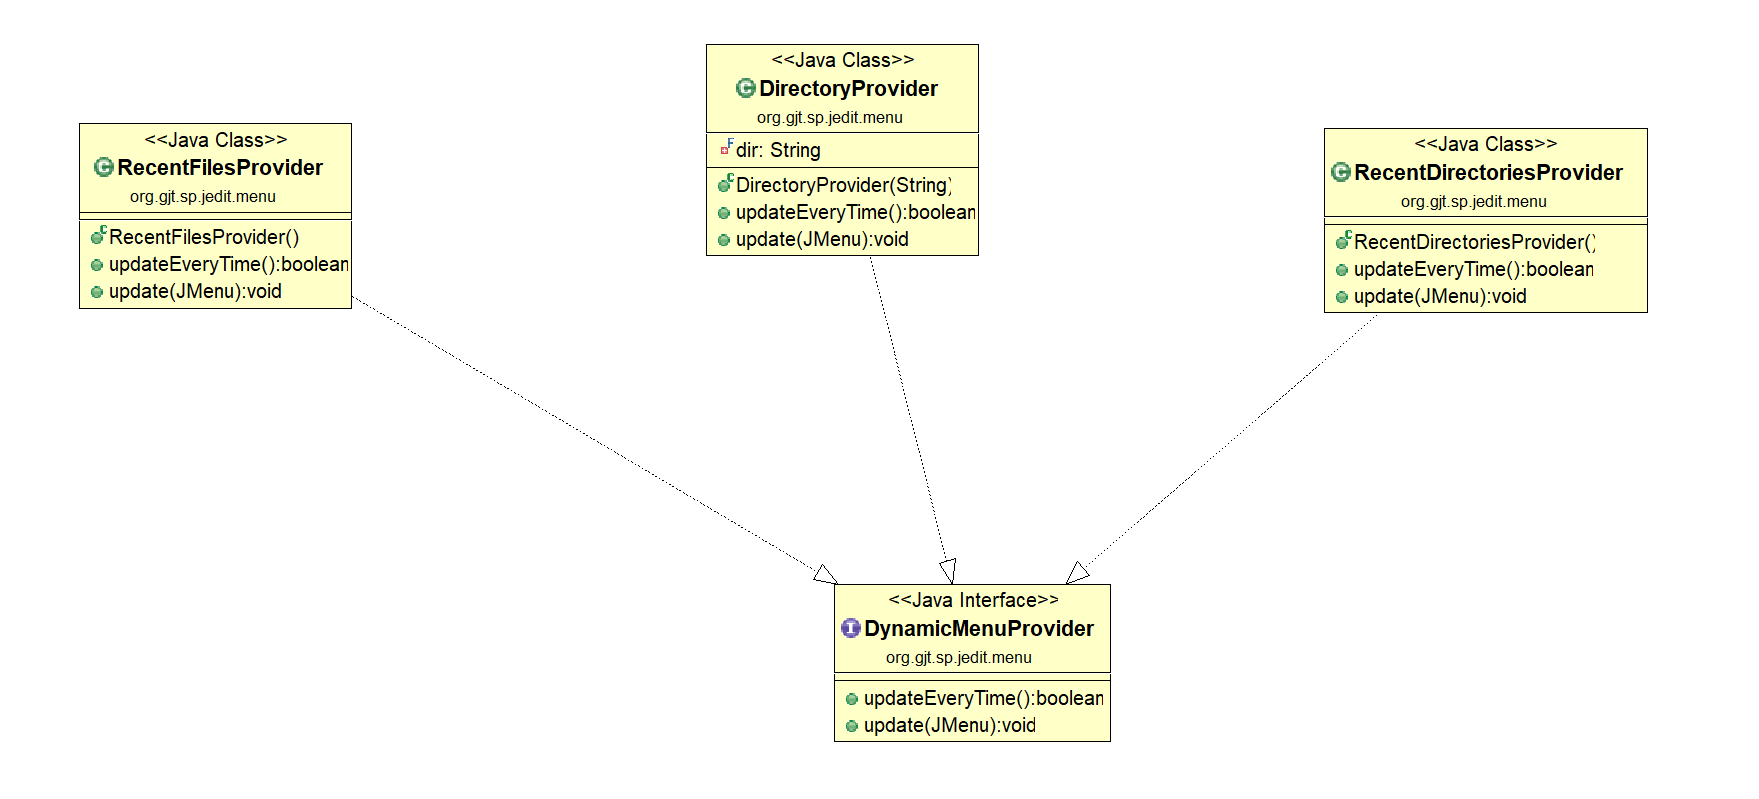 <<Java Class>>
RecentFilesProvider
org.gjt.sp.jedit.menu
RecentFilesProvider()
updateEveryTime():boolean
update(JMenu):void
<<Java Class>>
DirectoryProvider
org.gjt.sp.jedit.menu
dir: String
DirectoryProvider(String)
updateEveryTime():boolean
update(JMenu):void
<<Java Class>>
RecentDirectoriesProvider
org.gjt.sp.jedit.menu
RecentDirectoriesProvider()
updateEveryTime():boolean
update(JMenu):void
<<Java Interface>>
DynamicMenuProvider
org.gjt.sp.jedit.menu
updateEveryTime():boolean
update(JMenu):void